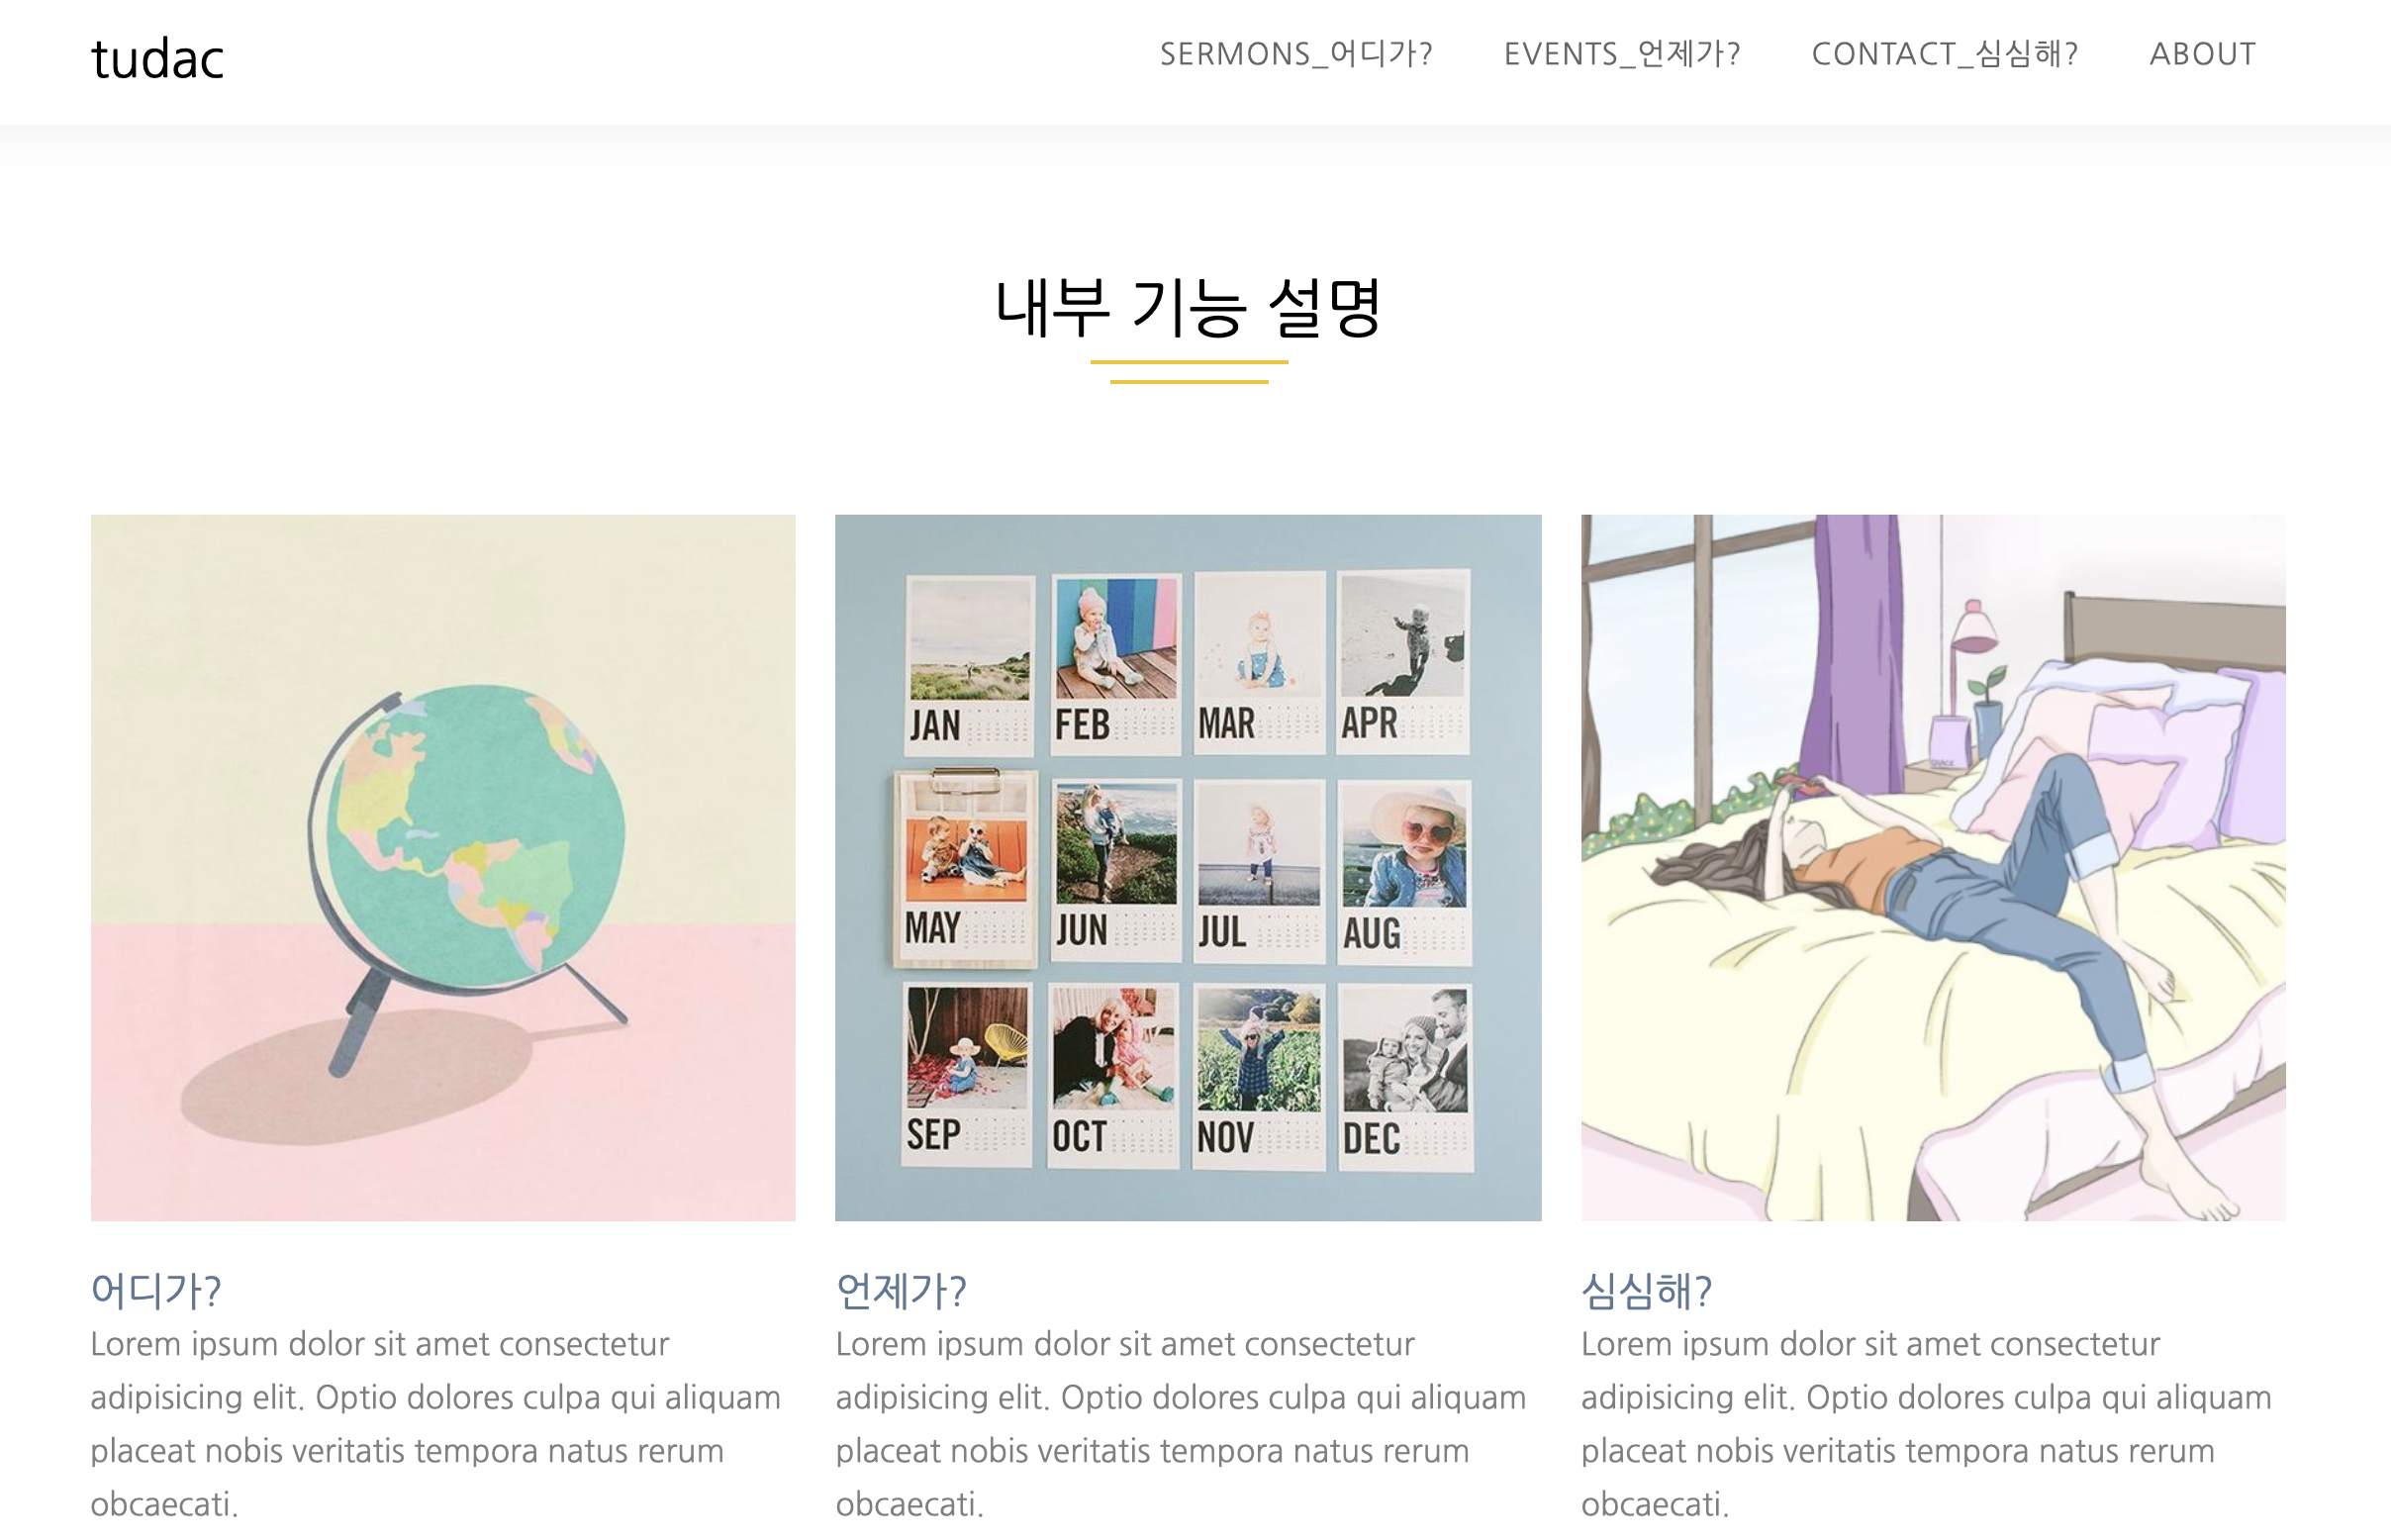 tudac
SERMONS_어디가? EVENTS_언제가? CONTACT_심심해? ABOUT
내부 기능 설명
JAN FEB MAR APR
MAY JUN JUL AUG
SEP OCT NOV DEC
어디가?
Lorem ipsum dolor sit amet consectetur
adipisicing elit. Optio dolores culpa qui aliquam
placeat nobis veritatis tempora natus rerum
obcaecati.
언제가?
Lorem ipsum dolor sit amet consectetur
adipisicing elit. Optio dolores culpa qui aliquam
placeat nobis veritatis tempora natus rerum
obcaecati.
심심해?
Lorem ipsum dolor sit amet consectetur
adipisicing elit. Optio dolores culpa qui aliquam
placeat nobis veritatis tempora natus rerum
obcaecati.